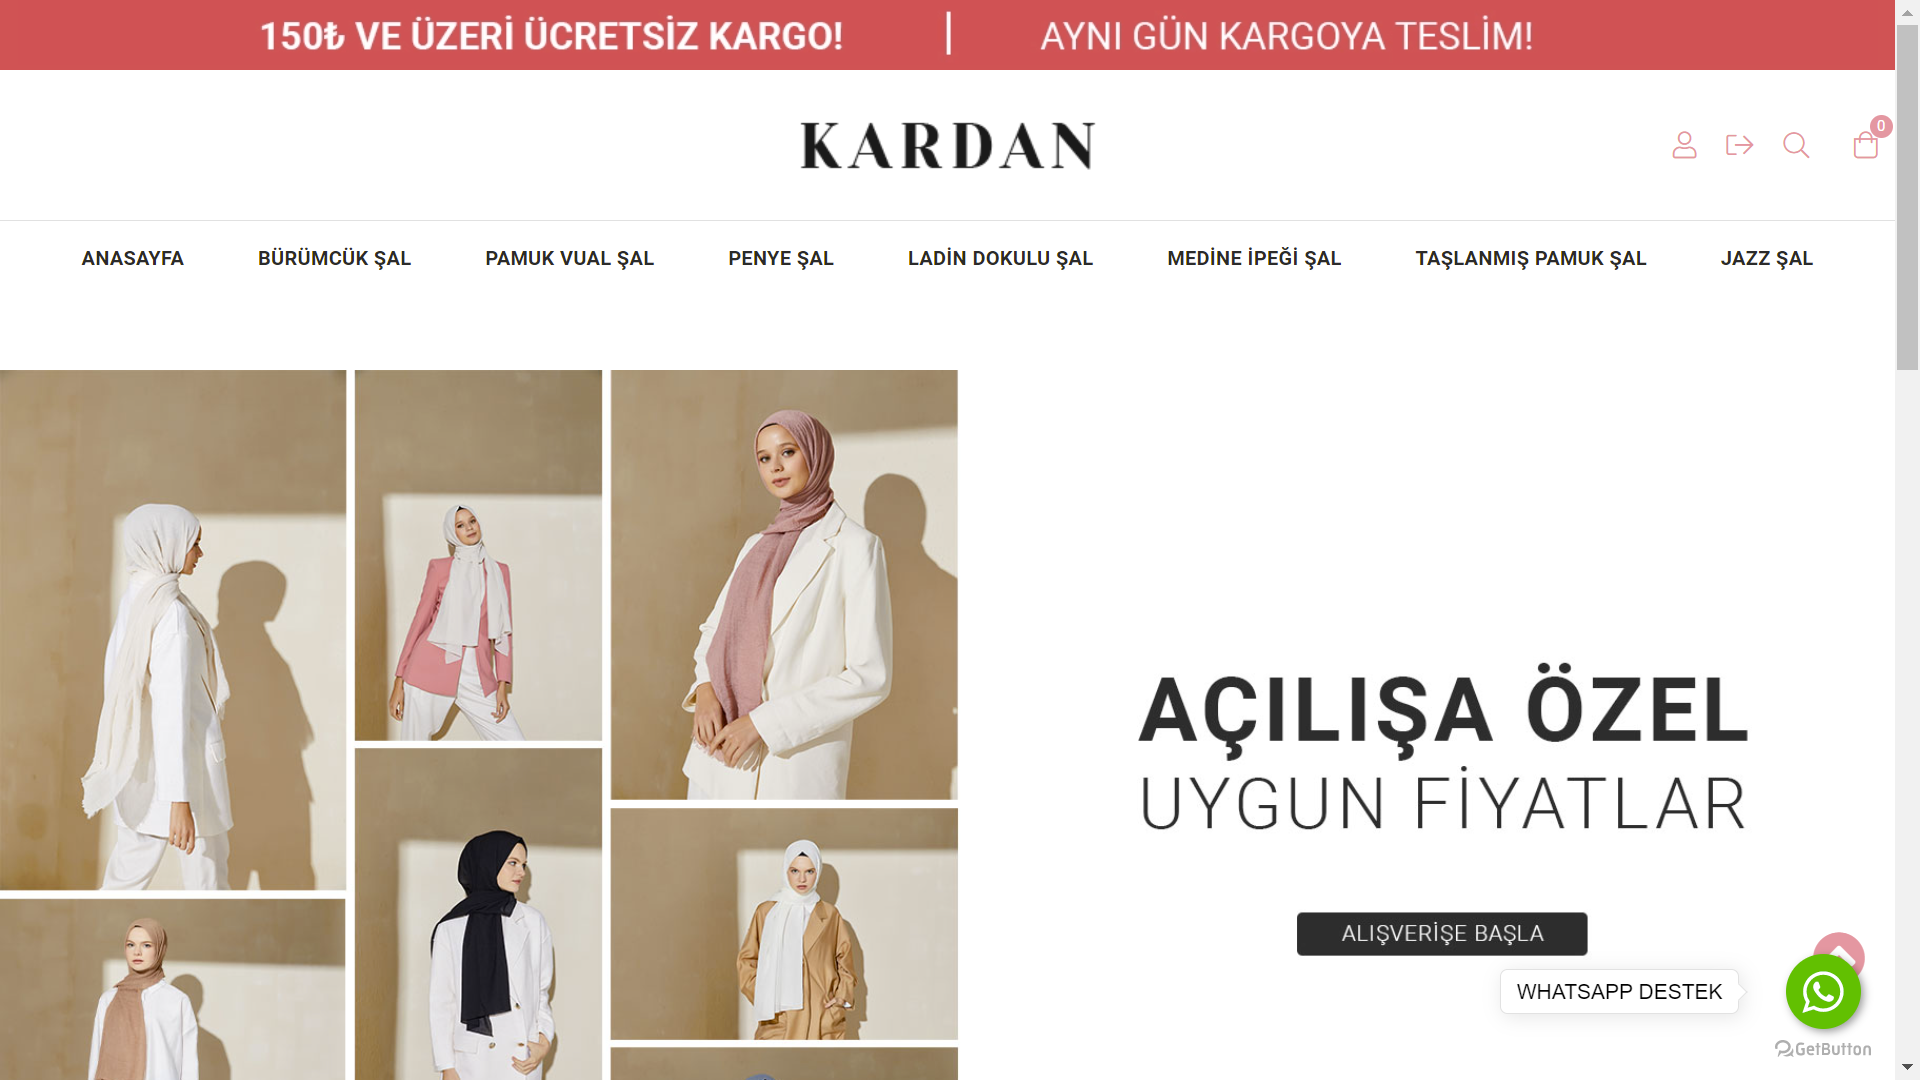 150₺ VE ÜZERİ ÜCRETSİZ KARGO! | AYNI GÜN KARGOYA TESLİM!
0
KARDAN
ANASAYFA BÜRÜMCÜK ŞAL PAMUK VUAL ŞAL PENYE ŞAL LADİN DOKULU ŞAL MEDİNE İPEĞİ ŞAL TAŞLANMIŞ PAMUK ŞAL JAZZ ŞAL
AÇILIŞA ÖZEL
UYGUN FİYATLAR
ALIŞVERİŞE BAŞLA
WHATSAPP DESTEK
GetButton